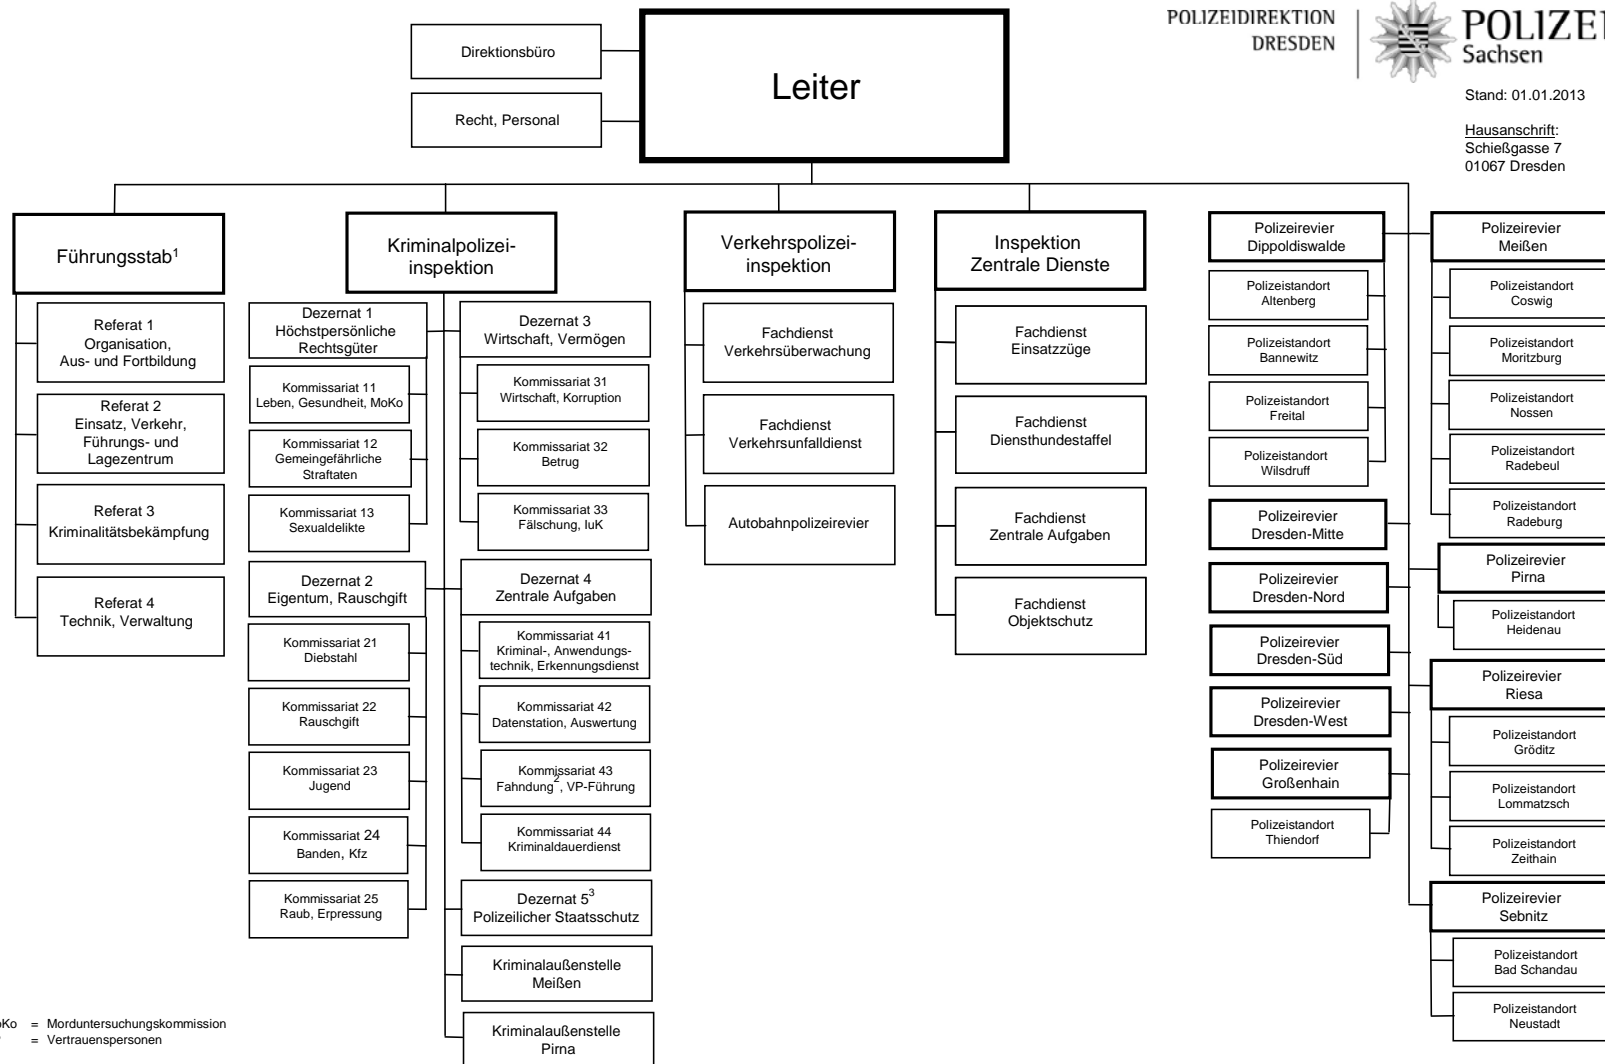 POLIZEIDIREKTION
DRESDEN
Sachsen
Stand: 01.01.2013
Hausanschrift:
Schießgasse 7
01067 Dresden
Direktionsbüro
Recht, Personal
Leiter
Führungsstab¹
Referat 1
Organisation,
Aus- und Fortbildung
Referat 2
Einsatz, Verkehr,
Führungs- und
Lagezentrum
Referat 3
Kriminalitätsbekämpfung
Referat 4
Technik, Verwaltung
Kriminalpolizei-
inspektion
Dezernat 1
Höchstpersönliche
Rechtsgüter
Kommissariat 11
Leben, Gesundheit, MoKo
Kommissariat 12
Gemeingefährliche
Straftaten
Kommissariat 13
Sexualdelikte
Dezernat 2
Eigentum, Rauschgift
Kommissariat 21
Diebstahl
Kommissariat 22
Rauschgift
Kommissariat 23
Jugend
Kommissariat 24
Banden, Kfz
Kommissariat 25
Raub, Erpressung
Dezernat 3
Wirtschaft, Vermögen
Kommissariat 31
Wirtschaft, Korruption
Kommissariat 32
Betrug
Kommissariat 33
Fälschung, IuK
Dezernat 4
Zentrale Aufgaben
Kommissariat 41
Kriminal-, Anwendungs-
technik, Erkennungsdienst
Kommissariat 42
Datenstation, Auswertung
Kommissariat 43
Fahndung², VP-Führung
Kommissariat 44
Kriminaldauerdienst
Dezernat 5³
Polizeilicher Staatsschutz
Kriminalaußenstelle
Meißen
Kriminalaußenstelle
Pirna
Verkehrspolizei-
inspektion
Fachdienst
Verkehrsüberwachung
Fachdienst
Verkehrsunfalldienst
Autobahnpolizeirevier
Inspektion
Zentrale Dienste
Fachdienst
Einsatzzüge
Fachdienst
Diensthundestaffel
Fachdienst
Zentrale Aufgaben
Fachdienst
Objektschutz
Polizeirevier
Dippoldiswalde
Polizeistandort
Altenberg
Polizeistandort
Bannewitz
Polizeistandort
Freital
Polizeistandort
Wilsdruff
Polizeirevier
Dresden-Mitte
Polizeirevier
Dresden-Nord
Polizeirevier
Dresden-Süd
Polizeirevier
Dresden-West
Polizeirevier
Großenhain
Polizeistandort
Thiendorf
Polizeirevier
Meißen
Polizeistandort
Coswig
Polizeistandort
Moritzburg
Polizeistandort
Nossen
Polizeistandort
Radebeul
Polizeistandort
Radeburg
Polizeirevier
Pirna
Polizeistandort
Heidenau
Polizeirevier
Riesa
Polizeistandort
Gröditz
Polizeistandort
Lommatzsch
Polizeistandort
Zeithain
Polizeirevier
Sebnitz
Polizeistandort
Bad Schandau
Polizeistandort
Neustadt
= Morduntersuchungskommission
= Vertrauenspersonen